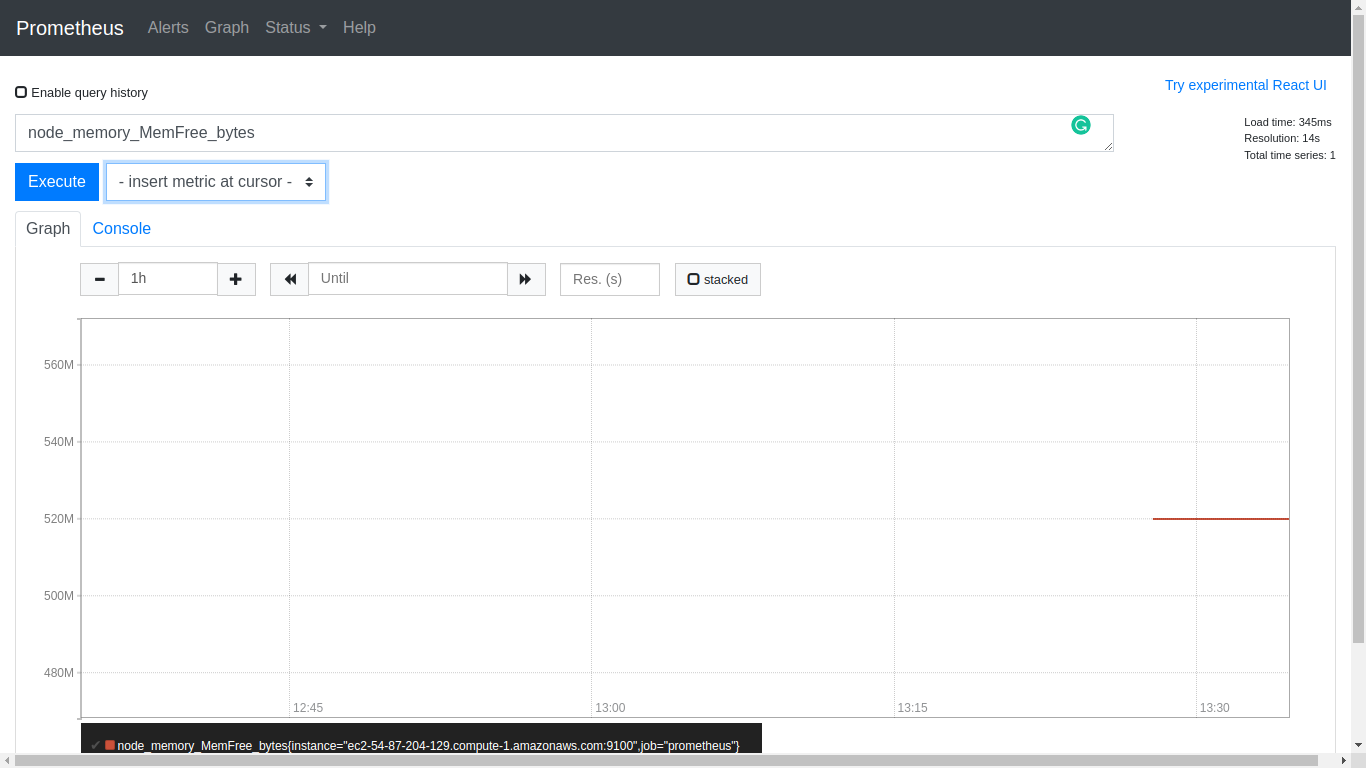 Prometheus Alerts Graph Status Help
Try experimental React UI
Enable query history
node_memory_MemFree_bytes
Load time: 345ms
Resolution: 14s
Total time series: 1
Execute - insert metric at cursor -
Graph Console
1h Until Res. (s) stacked
560M
540M
520M
500M
480M
12:45 13:00 13:15 13:30
node_memory_MemFree_bytes{instance="ec2-54-87-204-129.compute-1.amazonaws.com:9100",job="prometheus"}